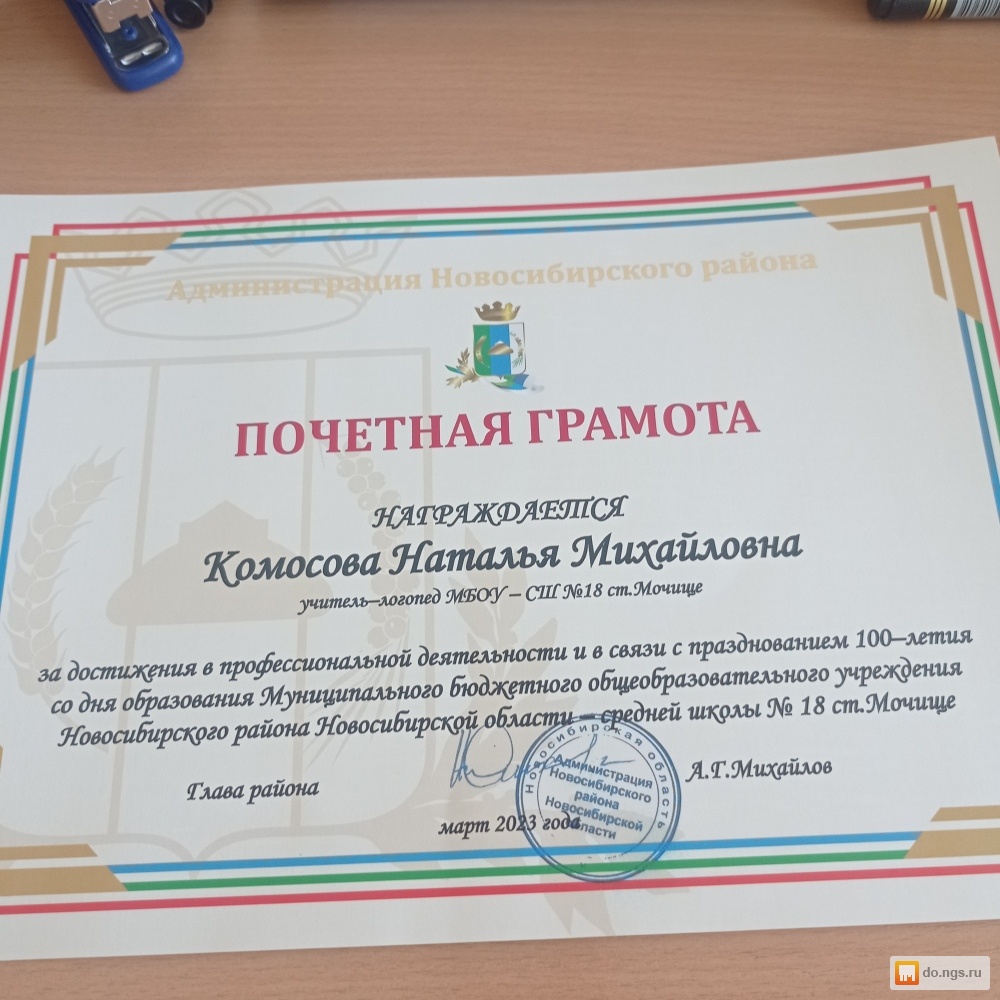 Администрация Новосибирского района
ПОЧЕТНАЯ ГРАМОТА
НАГРАЖДАЕТСЯ
Комосова Наталья Михайловна
учитель–логопед МБОУ – СШ №18 ст.Мочище
за достижения в профессиональной деятельности и в связи с празднованием 100–летия
со дня образования Муниципального бюджетного общеобразовательного учреждения
Новосибирского района Новосибирской области – средней школы № 18 ст.Мочище
Глава района
А.Г.Михайлов
Новосибирская область
Администрация
Новосибирского
района
Новосибирской
области
март 2023 года
do.ngs.ru